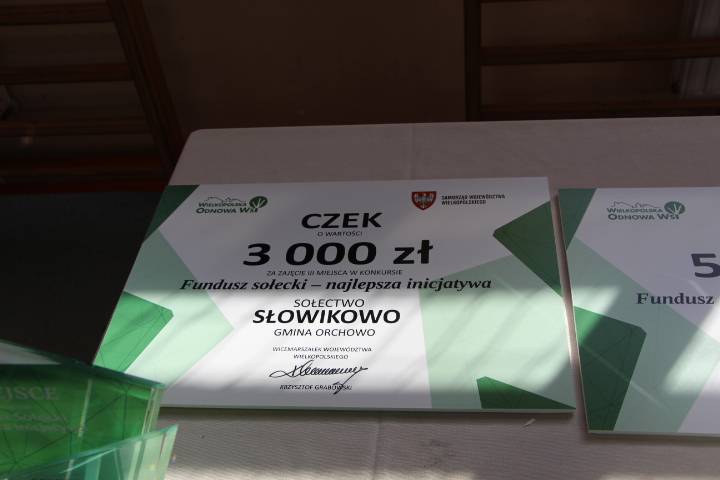 WIELKOPOLSKA
ODNOWA WSI
SAMORZĄD WOJEWÓDZTWA
WIELKOPOLSKIEGO
CZEK
O WARTOŚCI
3 000 zł
ZA ZAJĘCIE III MIEJSCA W KONKURSIE
Fundusz sołecki – najlepsza inicjatywa
SOŁECTWO
SŁOWIKOWO
GMINA ORCHOWO
WICEMARSZAŁEK WOJEWÓDZTWA
WIELKOPOLSKIEGO
KRZYSZTOF GRABOWSKI
WIELKOPOLSKA
ODNOWA WSI
5
Fundusz